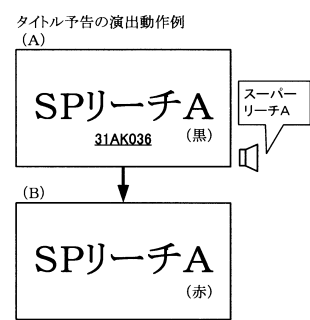 タイトル予告の演出動作例
(A)
SPリーチA
31AK036
(黒)
スーパー
リーチA
(B)
SPリーチA
(赤)